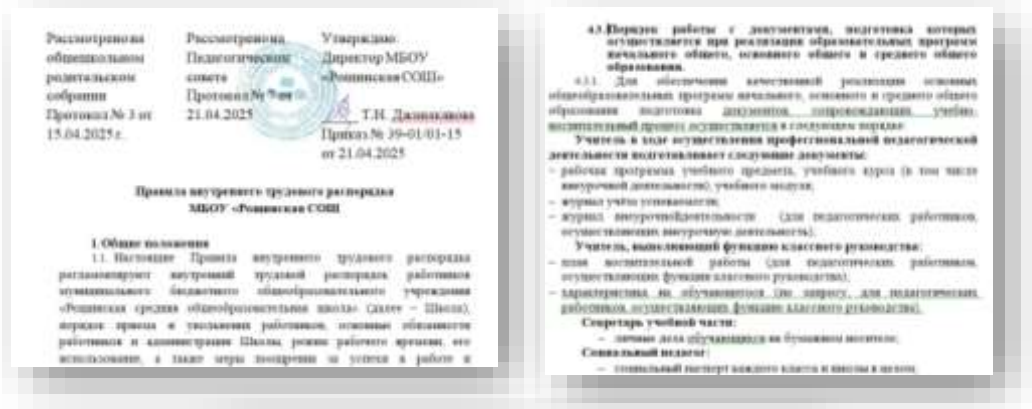 Рассмотрено на
общешкольном
родительском
собрании
Протокол № 3 от
15.04.2025 г.
Рассмотрено на
Педагогическом
совете
Протокол № 7 от
21.04.2025
Утверждаю:
Директор МБОУ
«Рощинская СОШ»
Т.Н.
Приказ № 39-01/01-15
от 21.04.2025
Правила внутреннего трудового распорядка
МБОУ «Рощинская СОШ
1. Общие положения
1.1. Настоящие Правила внутреннего трудового распорядка
регламентируют внутренний трудовой распорядок работников
муниципального бюджетного общеобразовательного учреждения
«Рощинская средняя общеобразовательная школа» (далее – Школа),
порядок приема и увольнения работников, основные обязанности
работников и администрации Школы, режим рабочего времени, его
использование, а также меры поощрения за успехи в работе и
4.3.Порядок работы с документами, подготовка которых
осуществляется при реализации образовательных программ
начального общего, основного общего и среднего общего
образования.
4.3.1. Для обеспечения качественной реализации основных
общеобразовательных программ начального, основного и среднего общего
образования подготовка документов, сопровождающих учебно-
воспитательный процесс осуществляется в следующем порядке:
Учитель в ходе осуществления профессиональной педагогической
деятельности подготавливает следующие документы:
– рабочая программа учебного предмета, учебного курса (в том числе
внеурочной деятельности), учебного модуля;
– журнал учёта успеваемости;
– журнал внеурочнойдеятельности (для педагогических работников,
осуществляющих внеурочную деятельность);
Учитель, выполняющий функцию классного руководства:
– план воспитательной работы (для педагогических работников,
осуществляющих функции классного руководства);
– характеристика на обучающегося (по запросу, для педагогических
работников, осуществляющих функцию классного руководства).
Секретарь учебной части:
– личные дела обучающихся на бумажном носителе;
Социальный педагог:
– социальный паспорт каждого класса и школы в целом;